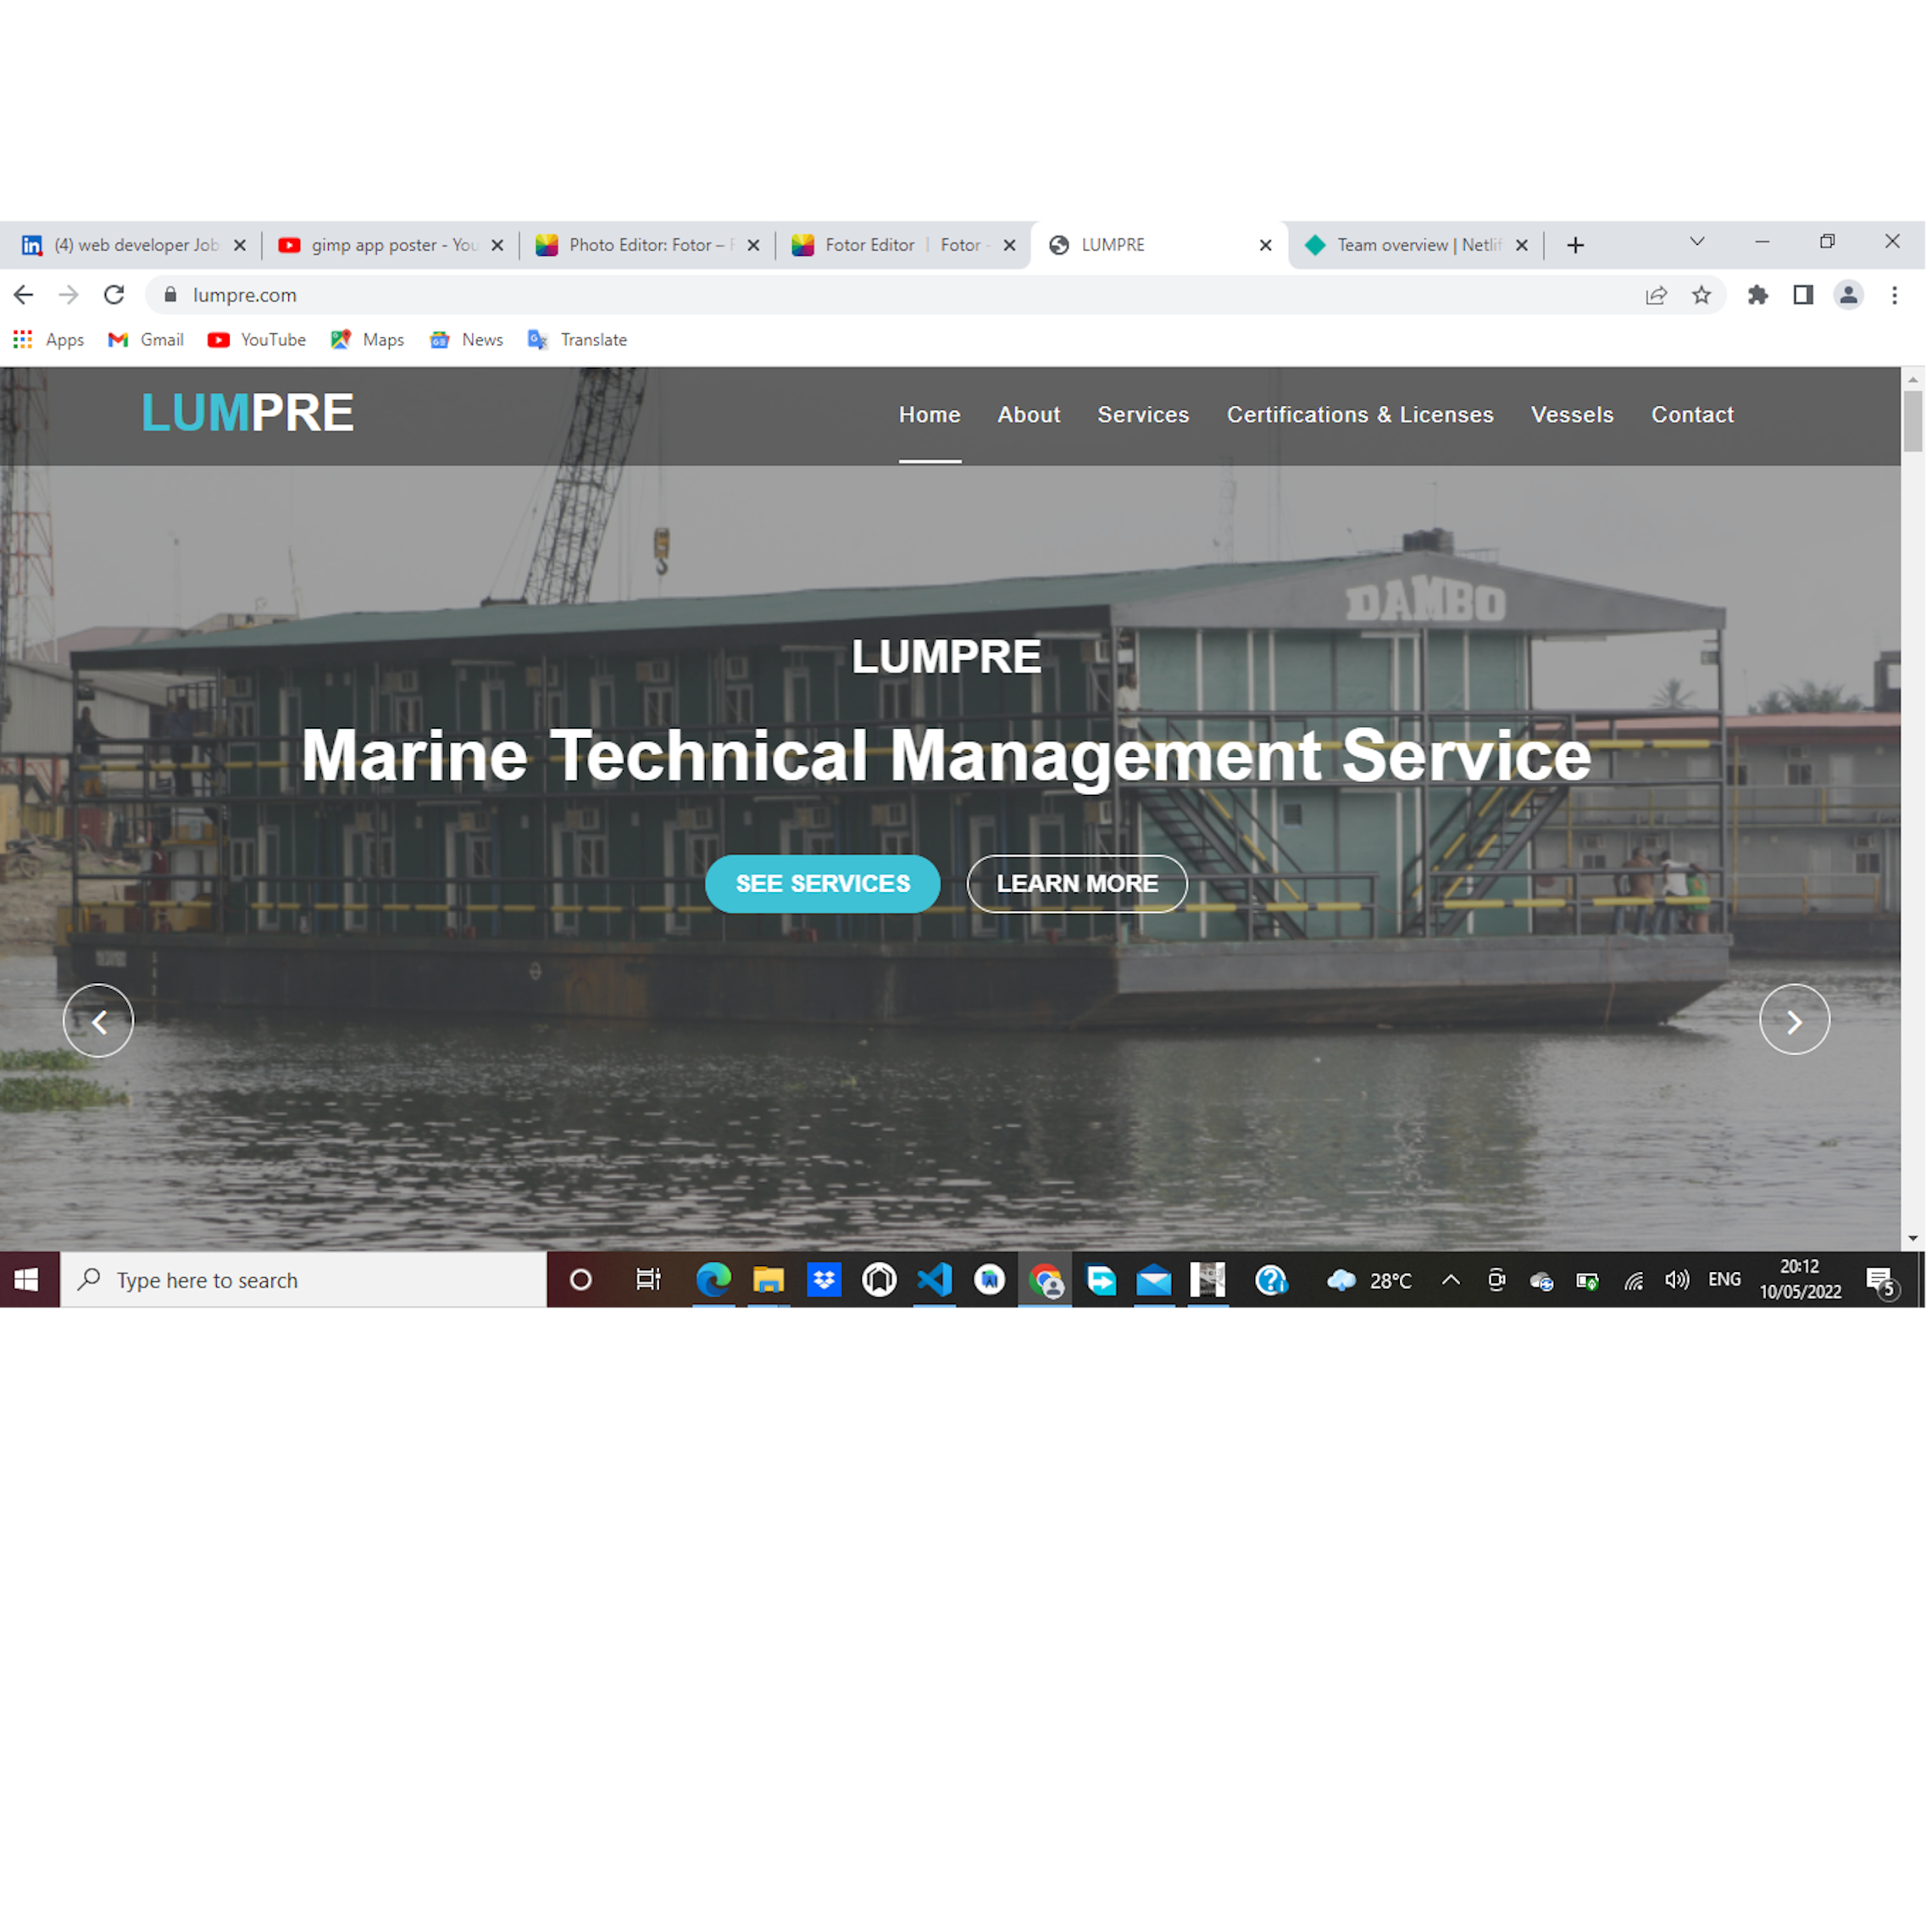 (4) web developer Job
gimp app poster - You
Photo Editor: Fotor – F
Fotor Editor | Fotor -
LUMPRE
Team overview | Netlif
lumpre.com
Apps
Gmail
YouTube
Maps
News
Translate
LUMPRE
Home
About
Services
Certifications & Licenses
Vessels
Contact
DAMBO
LUMPRE
Marine Technical Management Service
SEE SERVICES
LEARN MORE
Type here to search
28°C
ENG
20:12
10/05/2022
5